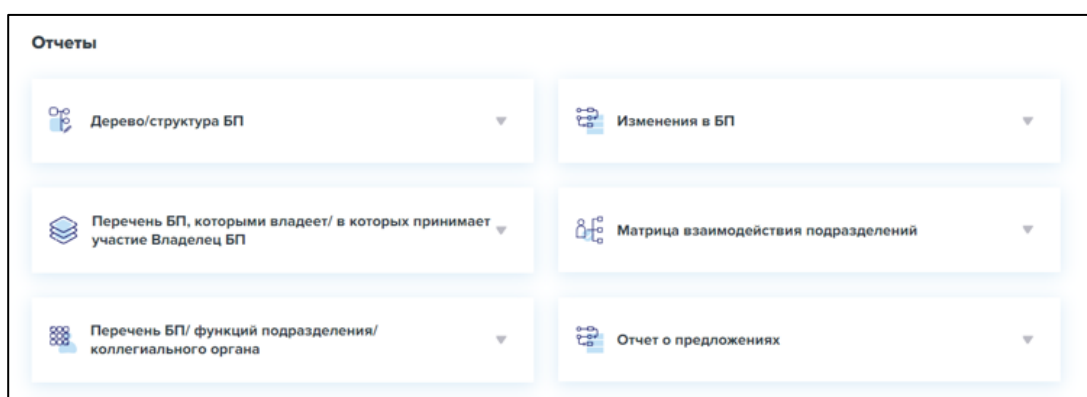 Отчеты
Дерево/структура БП
Изменения в БП
Перечень БП, которыми владеет/ в которых принимает
участие Владелец БП
Матрица взаимодействия подразделений
Перечень БП/ функций подразделения/
коллегиального органа
Отчет о предложениях